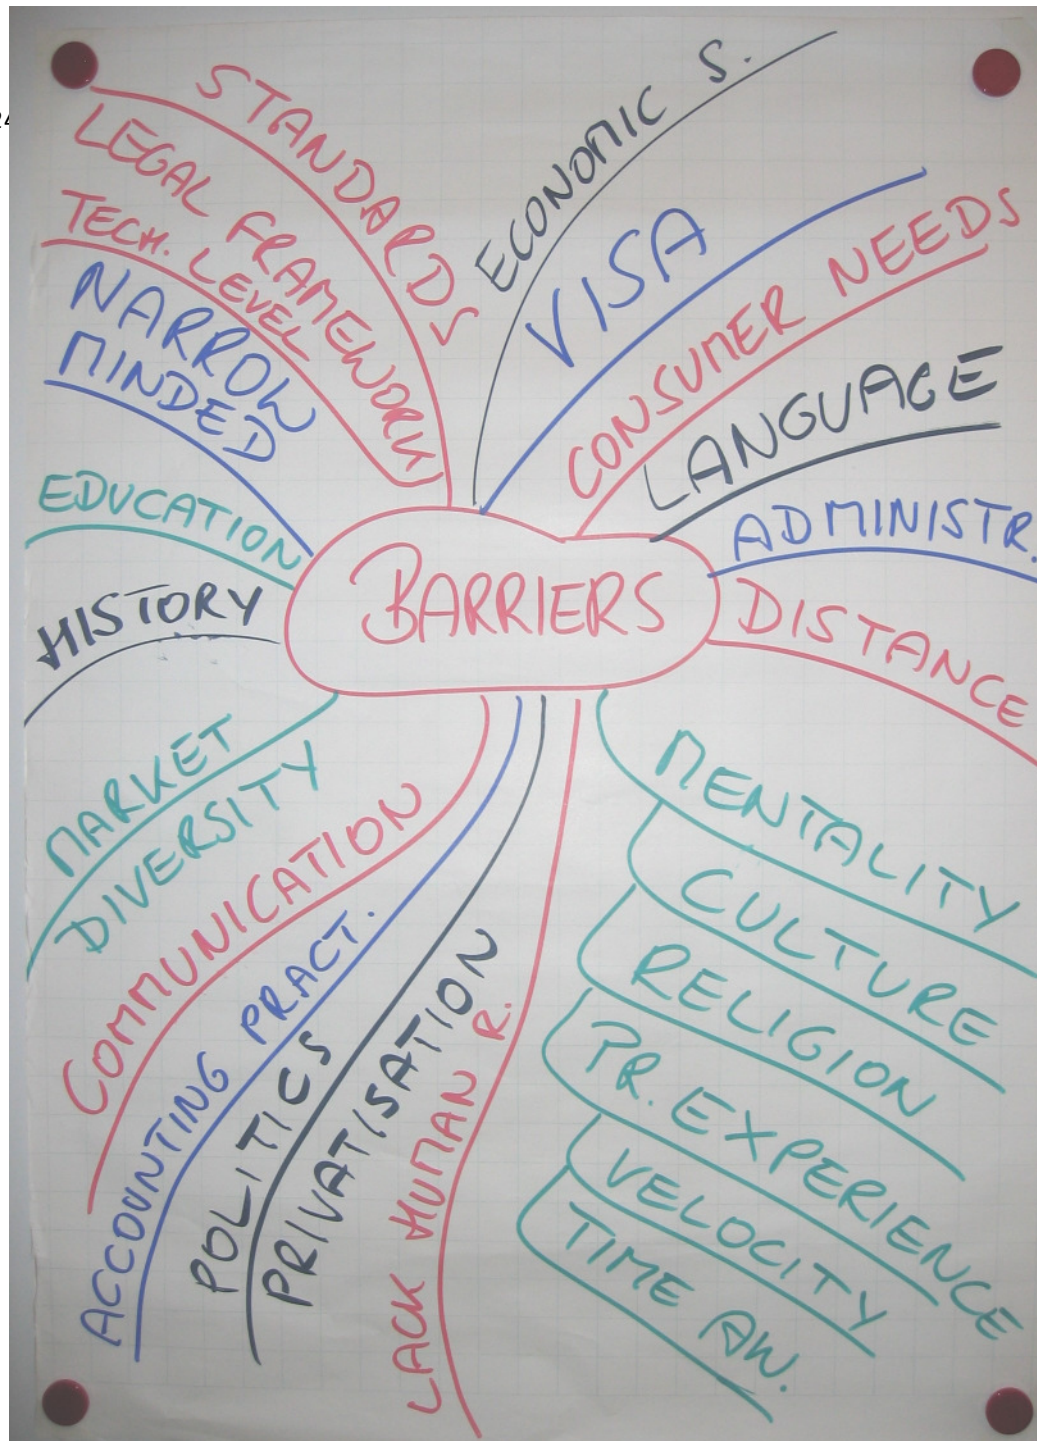 STANDARDS
LEGAL FRAMEWORK
TECH. LEVEL
NARROW
MINDED
EDUCATION
HISTORY
MARKET
DIVERSITY
COMMUNICATION
ACCOUNTING PRACT.
POLITICS
PRIVATISATION
LACK HUMAN R.
BARRIERS
ECONOMIC S.
VISA
CONSUMER NEEDS
LANGUAGE
ADMINISTR.
DISTANCE
MENTALITY
CULTURE
RELIGION
PR. EXPERIENCE
VELOCITY
TIME AW.